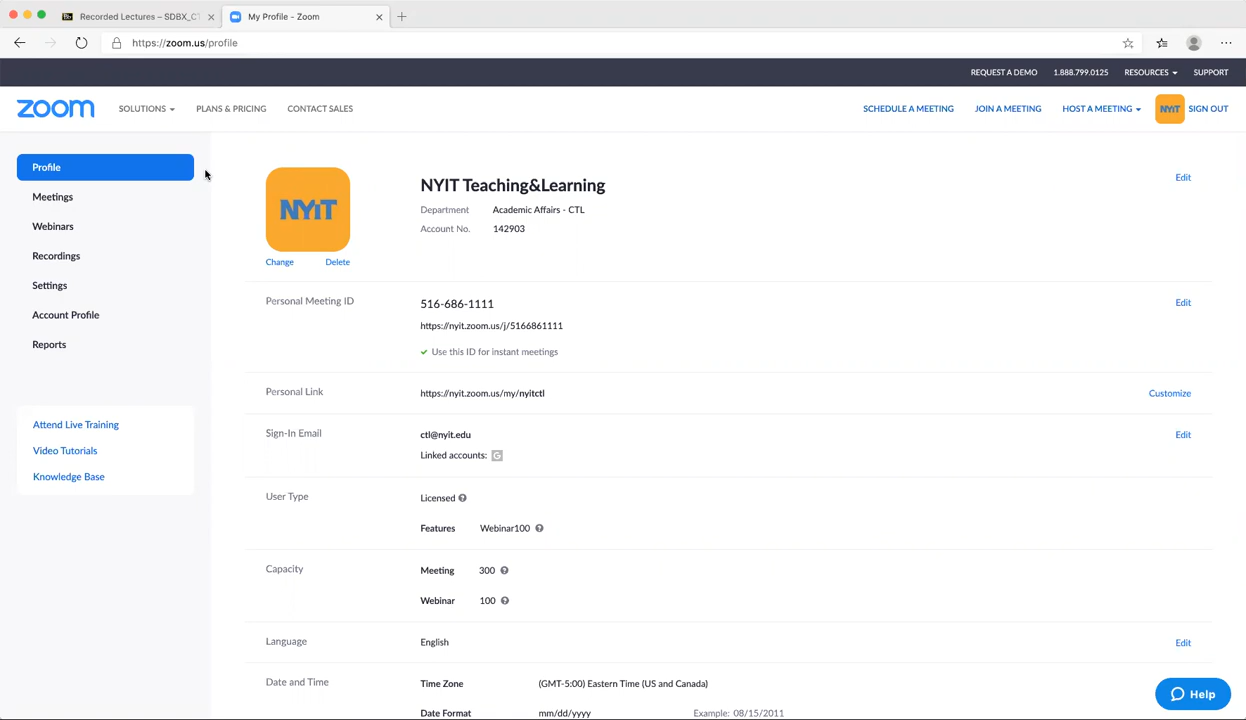 Recorded Lectures – SDBX_CT
My Profile - Zoom
https://zoom.us/profile
REQUEST A DEMO 1.888.799.0125 RESOURCES SUPPORT
zoom SOLUTIONS PLANS & PRICING CONTACT SALES SCHEDULE A MEETING JOIN A MEETING HOST A MEETING NYIT SIGN OUT
Profile
Meetings
Webinars
Recordings
Settings
Account Profile
Reports
Attend Live Training
Video Tutorials
Knowledge Base
NYIT
Change Delete
NYIT Teaching&Learning Edit
Department Academic Affairs - CTL
Account No. 142903
Personal Meeting ID 516-686-1111 Edit
https://nyit.zoom.us/j/5166861111
Use this ID for instant meetings
Personal Link https://nyit.zoom.us/my/nyitctl Customize
Sign-In Email ctl@nyit.edu Edit
Linked accounts: G
User Type Licensed ?
Features Webinar100 ?
Capacity Meeting 300 ?
Webinar 100 ?
Language English Edit
Date and Time Time Zone (GMT-5:00) Eastern Time (US and Canada)
Date Format mm/dd/yyyy Example: 08/15/2011
Help